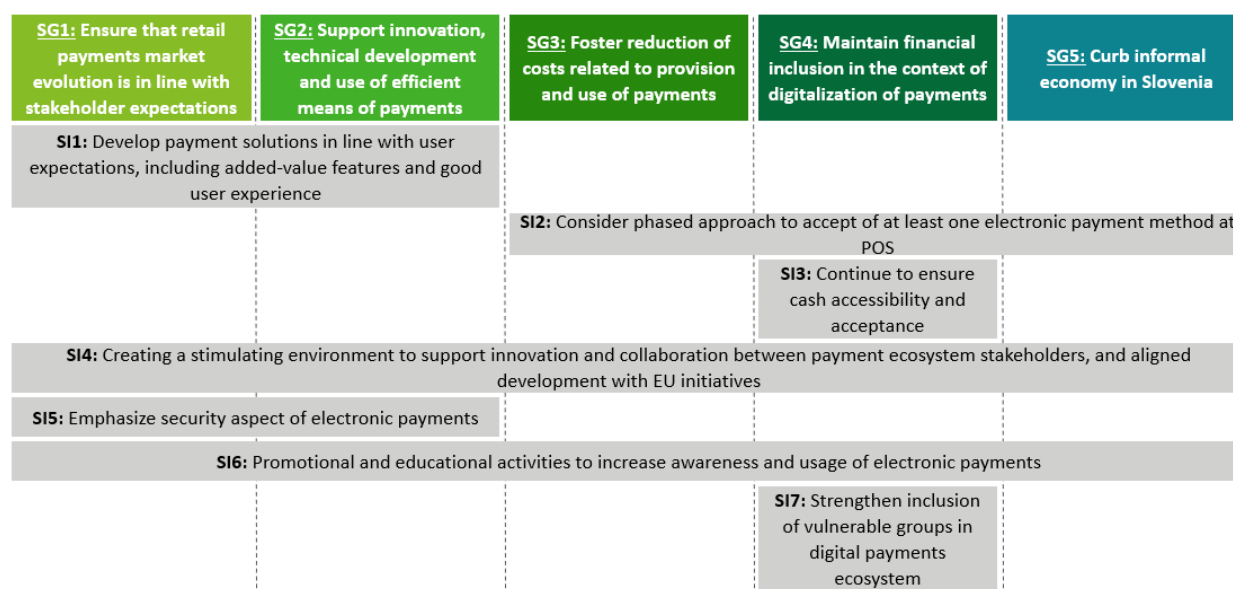 SG1: Ensure that retail
payments market
evolution is in line with
stakeholder expectations
SG2: Support innovation,
technical development
and use of efficient
means of payments
SG3: Foster reduction of
costs related to provision
and use of payments
SG4: Maintain financial
inclusion in the context of
digitalization of payments
SG5: Curb informal
economy in Slovenia
SI1: Develop payment solutions in line with user
expectations, including added-value features and good
user experience
SI2: Consider phased approach to accept of at least one electronic payment method at
POS
SI3: Continue to ensure
cash accessibility and
acceptance
SI4: Creating a stimulating environment to support innovation and collaboration between payment ecosystem stakeholders, and aligned
development with EU initiatives
SI5: Emphasize security aspect of electronic payments
SI6: Promotional and educational activities to increase awareness and usage of electronic payments
SI7: Strengthen inclusion
of vulnerable groups in
digital payments
ecosystem